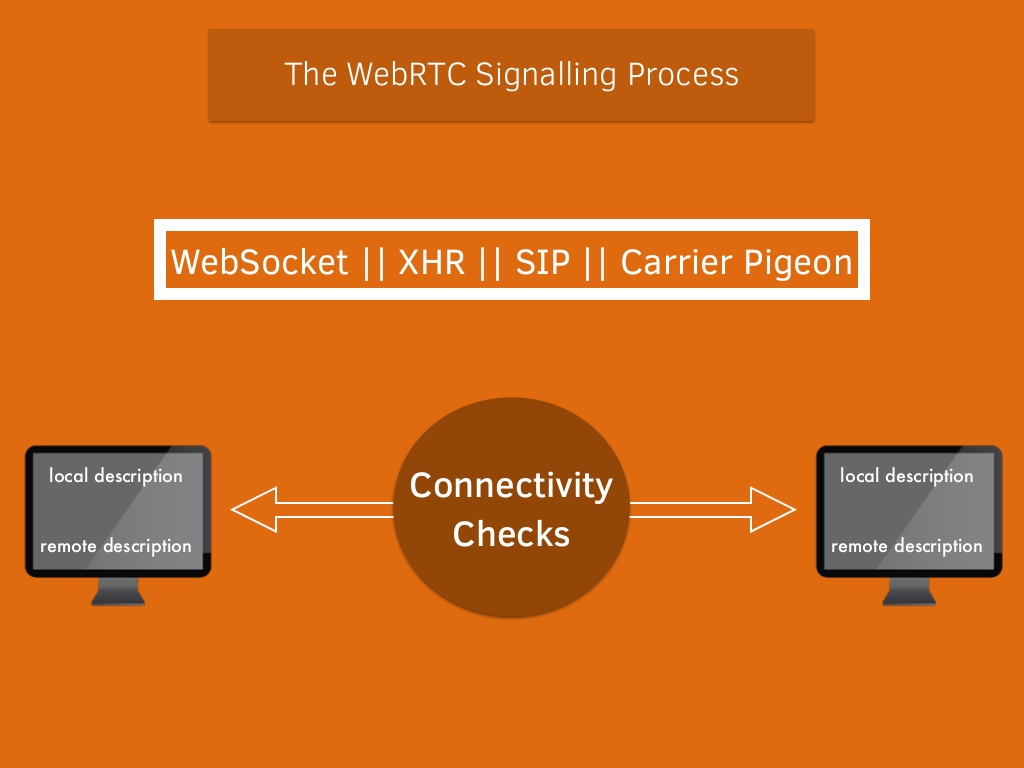 The WebRTC Signalling Process
WebSocket || XHR || SIP || Carrier Pigeon
local description
remote description
Connectivity
Checks
local description
remote description